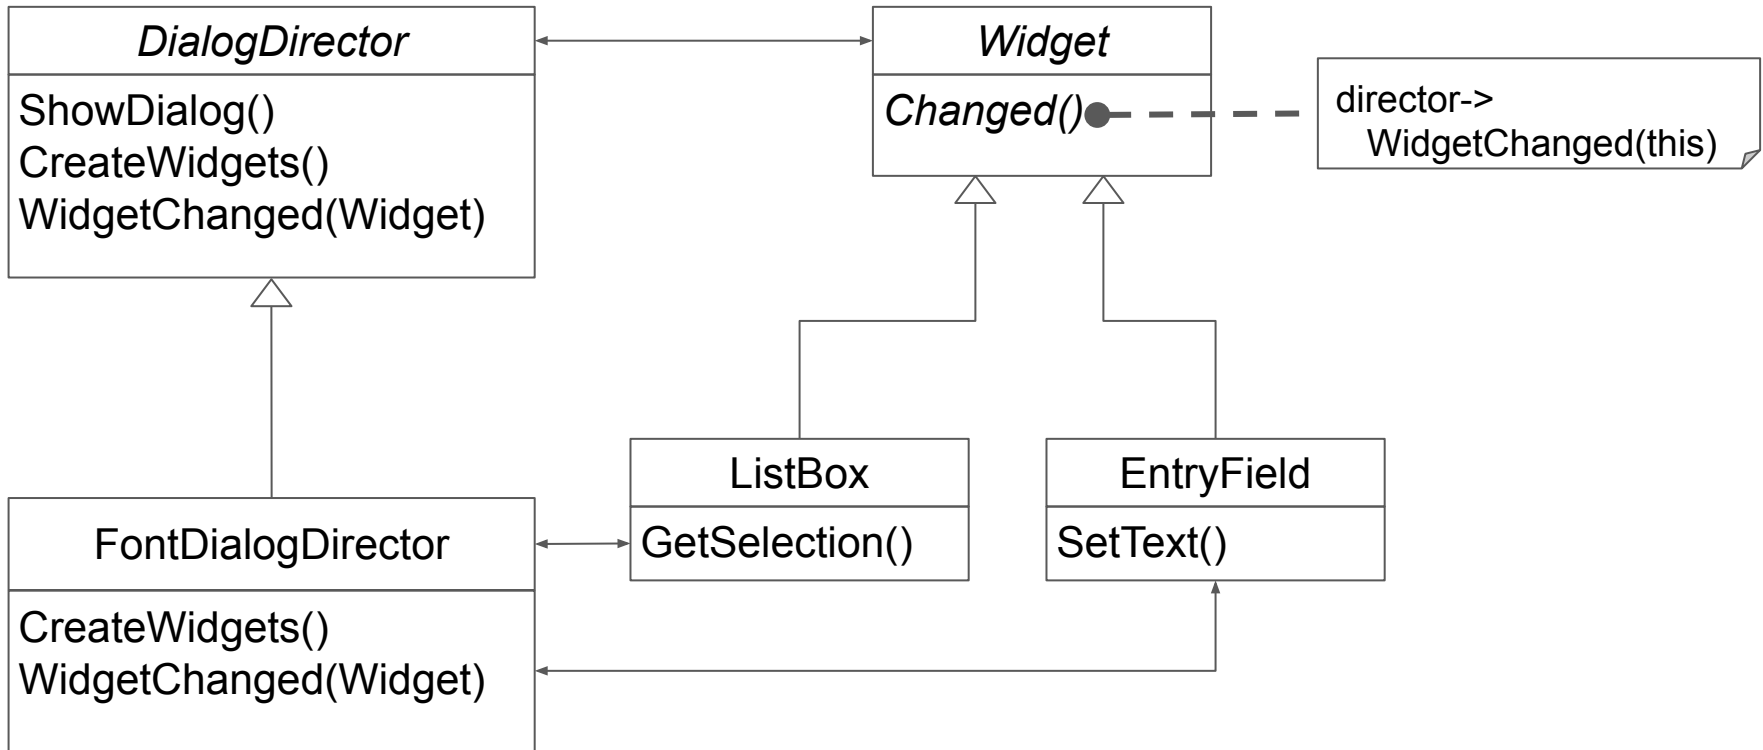 DialogDirector
ShowDialog()
CreateWidgets()
WidgetChanged(Widget)
Widget
Changed()
director->
WidgetChanged(this)
ListBox
GetSelection()
EntryField
SetText()
FontDialogDirector
CreateWidgets()
WidgetChanged(Widget)